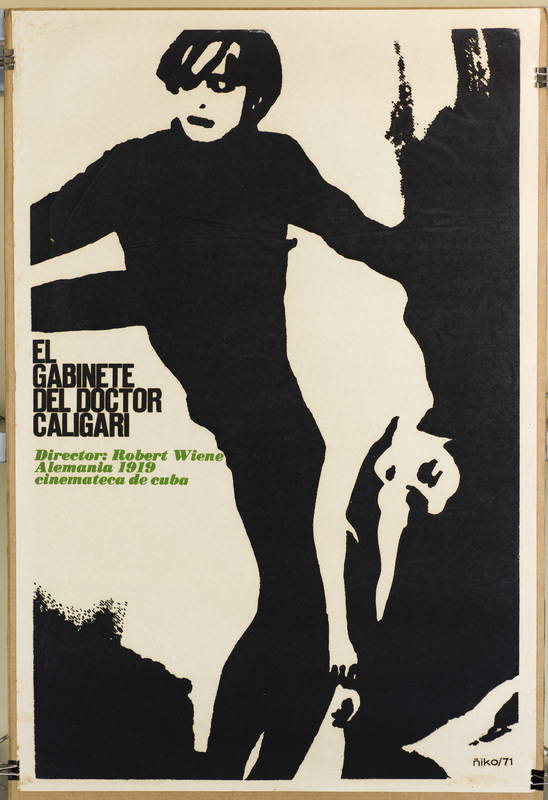 EL
GABINETE
DEL DOCTOR
CALIGARI
Director: Robert Wiene
Alemania 1919
cinemateca de cuba
ñiko/71